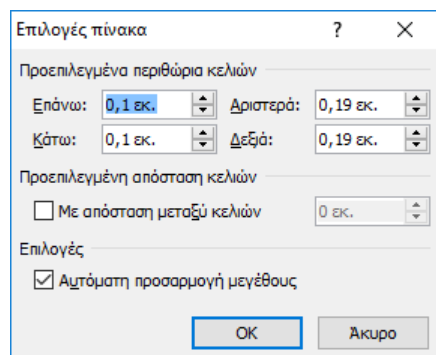 Επιλογές πίνακα ? ×
Προεπιλεγμένα περιθώρια κελιών
Επάνω: 0,1 εκ. Αριστερά: 0,19 εκ.
Κάτω: 0,1 εκ. Δεξιά: 0,19 εκ.
Προεπιλεγμένη απόσταση κελιών
Με απόσταση μεταξύ κελιών 0 εκ.
Επιλογές
Αυτόματη προσαρμογή μεγέθους
OK Άκυρο